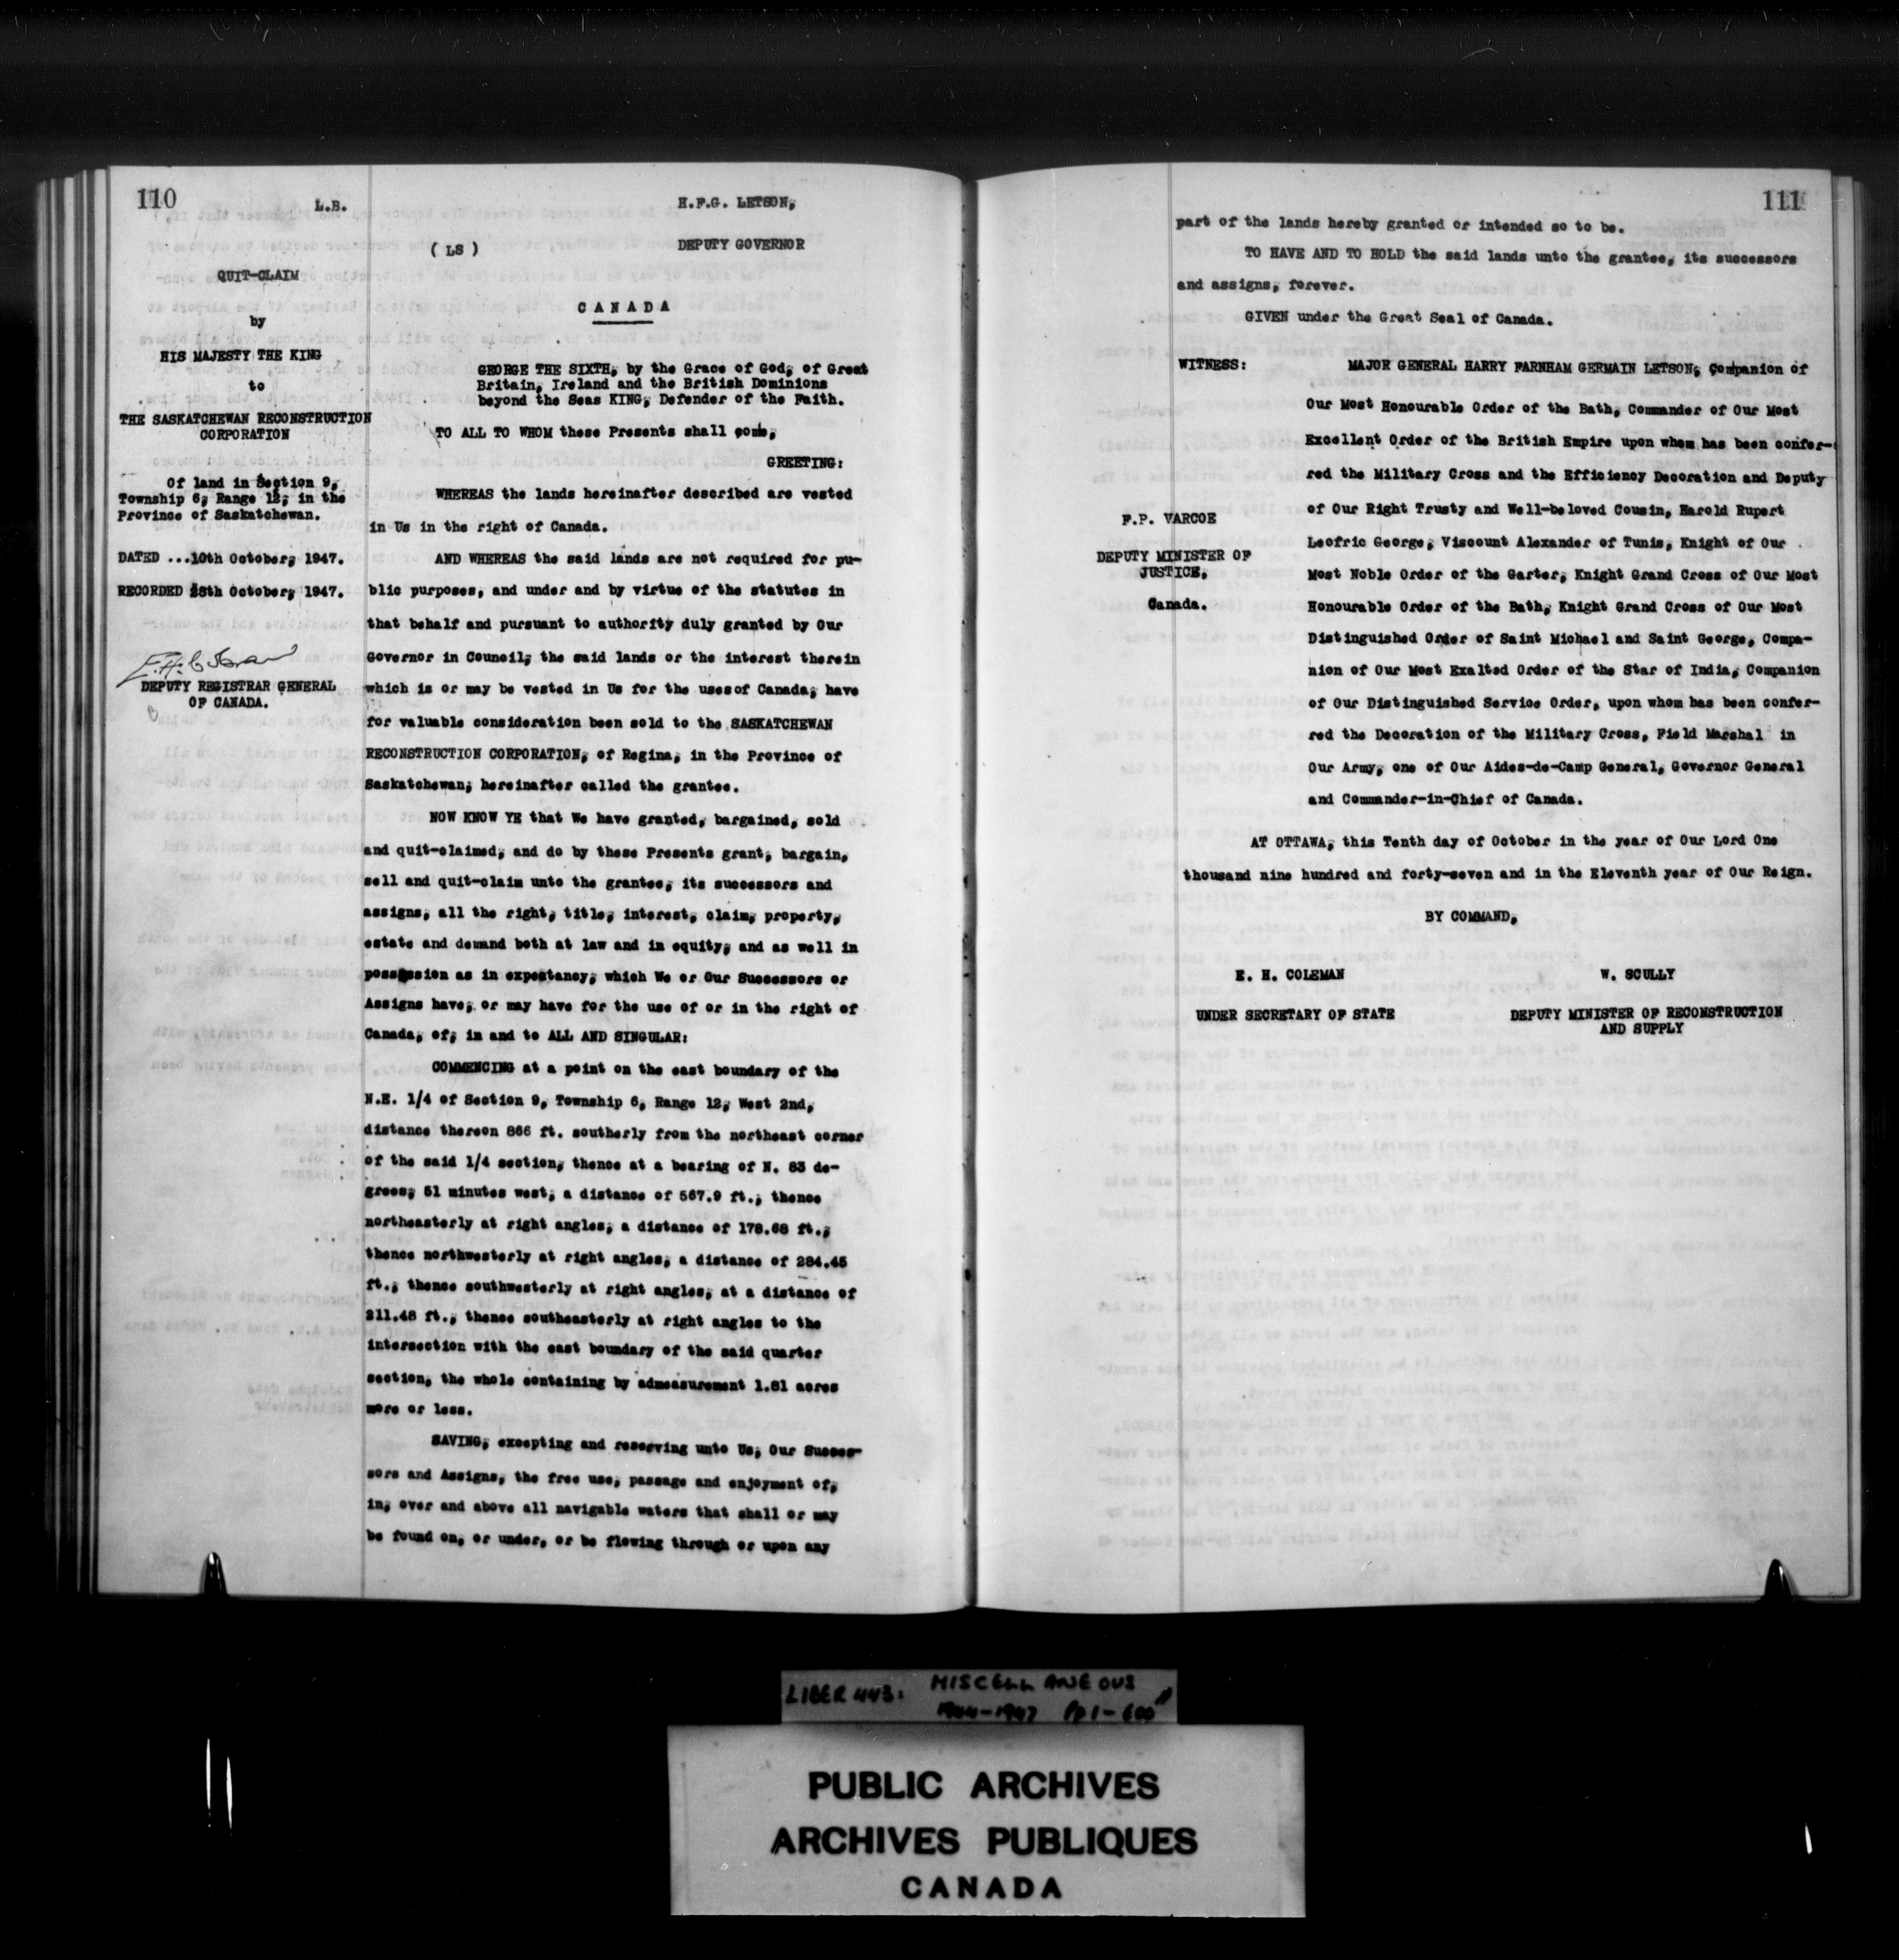 110
L.B.
H.F.G. LETSON,
( LS )
DEPUTY GOVERNOR
QUIT-CLAIM
by
HIS MAJESTY THE KING
to
THE SASKATCHEWAN RECONSTRUCTION
CORPORATION
Of land in Section 9,
Township 6, Range 12, in the
Province of Saskatchewan.
DATED ...10th October, 1947.
RECORDED 28th October, 1947.
DEPUTY REGISTRAR GENERAL
OF CANADA.
CANADA
GEORGE THE SIXTH, by the Grace of God, of Great
Britain, Ireland and the British Dominions
beyond the Seas KING, Defender of the Faith.
TO ALL TO WHOM these Presents shall come,
GREETING:
WHEREAS the lands hereinafter described are vested
in Us in the right of Canada.
AND WHEREAS the said lands are not required for pu-
blic purposes, and under and by virtue of the statutes in
that behalf and pursuant to authority duly granted by Our
Governor in Council, the said lands or the interest therein
which is or may be vested in Us for the uses of Canada, have
for valuable consideration been sold to the SASKATCHEWAN
RECONSTRUCTION CORPORATION, of Regina, in the Province of
Saskatchewan, hereinafter called the grantee.
NOW KNOW YE that We have granted, bargained, sold
and quit-claimed, and do by these Presents grant, bargain,
sell and quit-claim unto the grantee, its successors and
assigns, all the right, title, interest, claim, property,
estate and demand both at law and in equity, and as well in
possession as in expectancy, which We or Our Successors or
Assigns have, or may have for the use of or in the right of
Canada, of, in and to ALL AND SINGULAR:
COMMENCING at a point on the east boundary of the
N.E. 1/4 of Section 9, Township 6, Range 12, West 2nd,
distance thereon 866 ft. southerly from the northeast corner
of the said 1/4 section, thence at a bearing of N. 83 de-
grees, 51 minutes west, a distance of 567.9 ft., thence
northeasterly at right angles, a distance of 178.68 ft.,
thence northwesterly at right angles, a distance of 284.45
ft., thence southwesterly at right angles, at a distance of
211.48 ft., thence southeasterly at right angles to the
intersection with the east boundary of the said quarter
section, the whole containing by admeasurement 1.81 acres
more or less.
SAVING, excepting and reserving unto Us, Our Succes-
sors and Assigns, the free use, passage and enjoyment of,
in, over and above all navigable waters that shall or may
be found on, or under, or be flowing through or upon any
111
part of the lands hereby granted or intended so to be.
TO HAVE AND TO HOLD the said lands unto the grantee, its successors
and assigns, forever.
GIVEN under the Great Seal of Canada.
WITNESS: MAJOR GENERAL HARRY FARNHAM GERMAIN LETSON, Companion of
Our Most Honourable Order of the Bath, Commander of Our Most
Excellent Order of the British Empire upon whom has been confer-
red the Military Cross and the Efficiency Decoration and Deputy
of Our Right Trusty and Well-beloved Cousin, Harold Rupert
Leofric George, Viscount Alexander of Tunis, Knight of Our
Most Noble Order of the Garter, Knight Grand Cross of Our Most
Honourable Order of the Bath, Knight Grand Cross of Our Most
Distinguished Order of Saint Michael and Saint George, Compa-
nion of Our Most Exalted Order of the Star of India, Companion
of Our Distinguished Service Order, upon whom has been confer-
red the Decoration of the Military Cross, Field Marshal in
Our Army, one of Our Aides-de-Camp General, Governor General
and Commander-in-Chief of Canada.
F.P. VARCOE
DEPUTY MINISTER OF
JUSTICE,
Canada.
AT OTTAWA, this Tenth day of October in the year of Our Lord One
thousand nine hundred and forty-seven and in the Eleventh year of Our Reign.
BY COMMAND,
E. H. COLEMAN
UNDER SECRETARY OF STATE
W. SCULLY
DEPUTY MINISTER OF RECONSTRUCTION
AND SUPPLY
LIBER 443: MISCELLANEOUS
1944-1947 Pp 1-600
PUBLIC ARCHIVES
ARCHIVES PUBLIQUES
CANADA